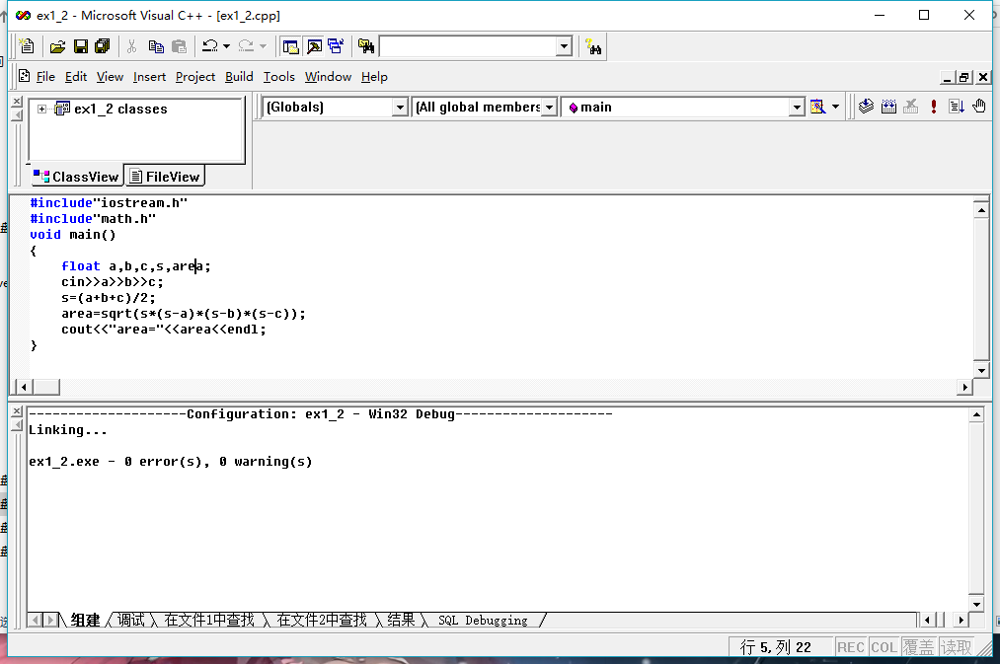 ex1_2 - Microsoft Visual C++ - [ex1_2.cpp]
File Edit View Insert Project Build Tools Window Help
ex1_2 classes
(Globals) (All global members main
ClassView FileView
#include"iostream.h"
#include"math.h"
void main()
{
float a,b,c,s,area;
cin>>a>>b>>c;
s=(a+b+c)/2;
area=sqrt(s*(s-a)*(s-b)*(s-c));
cout<<"area="<<area<<endl;
}
--------------------Configuration: ex1_2 - Win32 Debug--------------------
Linking...
ex1_2.exe - 0 error(s), 0 warning(s)
组建 调试 在文件1中查找 在文件2中查找 结果 SQL Debugging
行 5, 列 22 REC COL 覆盖 读取